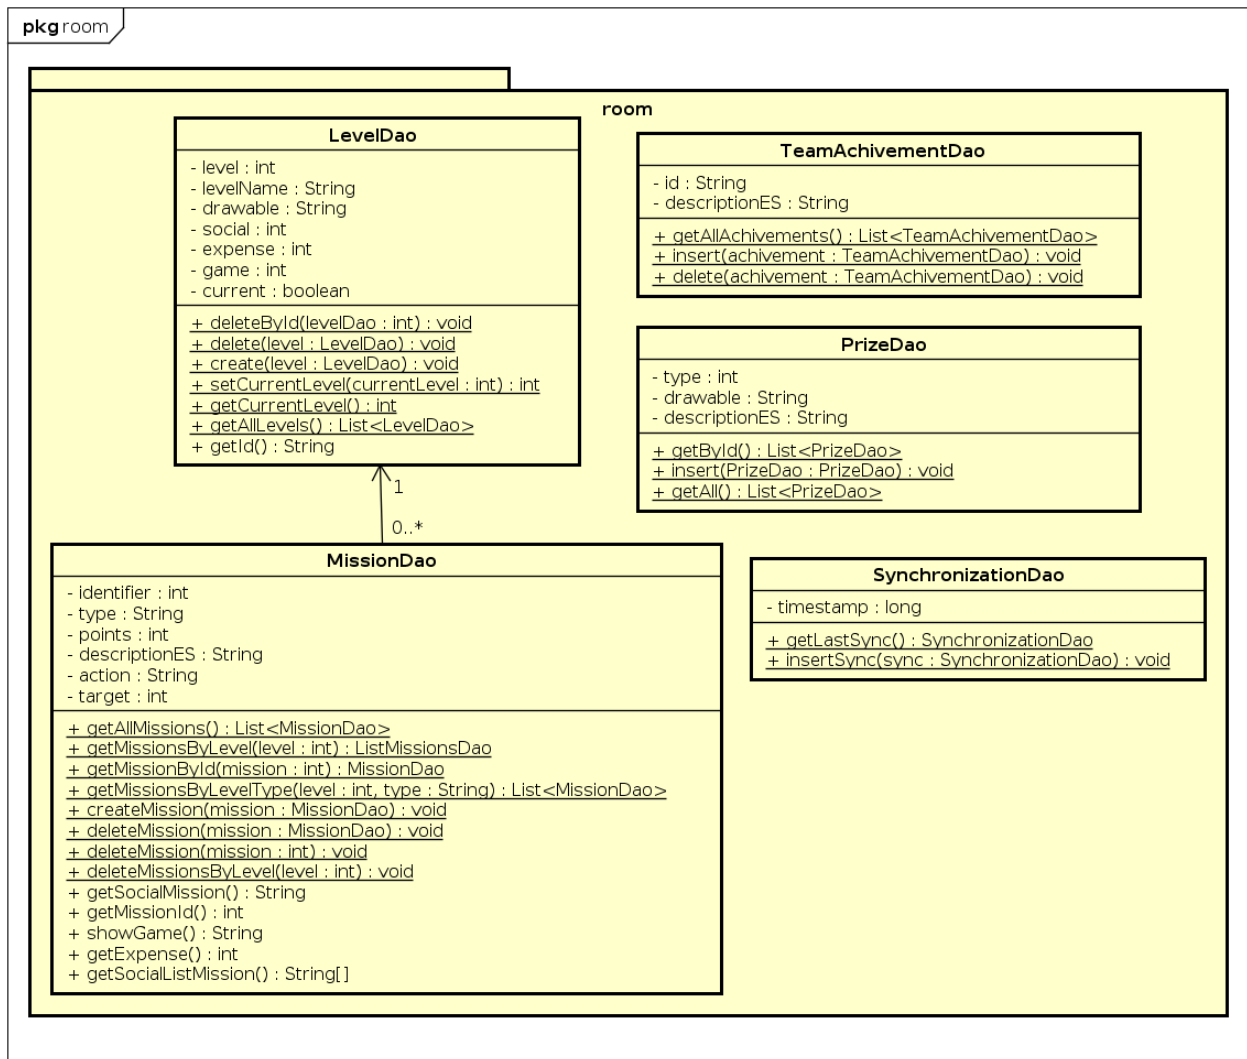 pkg room
room
LevelDao
- level : int
- levelName : String
- drawable : String
- social : int
- expense : int
- game : int
- current : boolean
+ deleteById(levelDao : int) : void
+ delete(level : LevelDao) : void
+ create(level : LevelDao) : void
+ setCurrentLevel(currentLevel : int) : int
+ getCurrentLevel() : int
+ getAllLevels() : List<LevelDao>
+ getId() : String
TeamAchivementDao
- id : String
- descriptionES : String
+ getAllAchivements() : List<TeamAchivementDao>
+ insert(achivement : TeamAchivementDao) : void
+ delete(achivement : TeamAchivementDao) : void
PrizeDao
- type : int
- drawable : String
- descriptionES : String
+ getById() : List<PrizeDao>
+ insert(PrizeDao : PrizeDao) : void
+ getAll() : List<PrizeDao>
1
0..*
MissionDao
- identifier : int
- type : String
- points : int
- descriptionES : String
- action : String
- target : int
+ getAllMissions() : List<MissionDao>
+ getMissionsByLevel(level : int) : ListMissionsDao
+ getMissionById(mission : int) : MissionDao
+ getMissionsByLevelType(level : int, type : String) : List<MissionDao>
+ createMission(mission : MissionDao) : void
+ deleteMission(mission : MissionDao) : void
+ deleteMission(mission : int) : void
+ deleteMissionsByLevel(level : int) : void
+ getSocialMission() : String
+ getMissionId() : int
+ showGame() : String
+ getExpense() : int
+ getSocialListMission() : String[]
SynchronizationDao
- timestamp : long
+ getLastSync() : SynchronizationDao
+ insertSync(sync : SynchronizationDao) : void